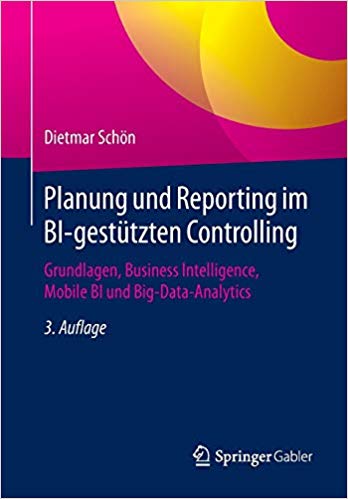 Dietmar Schön
Planung und Reporting im
BI-gestützten Controlling
Grundlagen, Business Intelligence,
Mobile BI und Big-Data-Analytics
3. Auflage
Springer Gabler